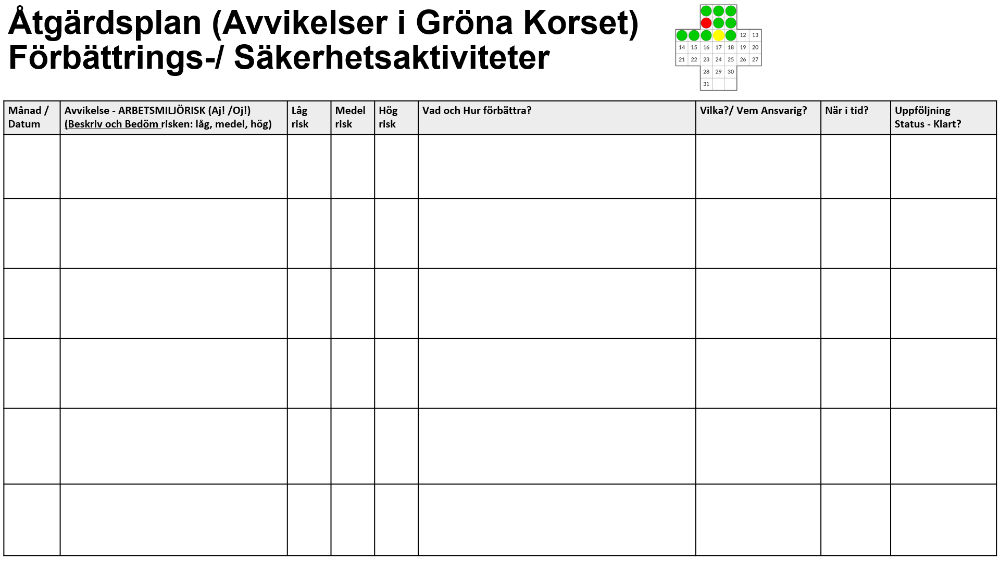 Åtgärdsplan (Avvikelser i Gröna Korset)
Förbättrings-/ Säkerhetsaktiviteter
12 13
14 15 16 17 18 19 20
21 22 23 24 25 26 27
28 29 30
31
Månad /
Datum
Avvikelse - ARBETSMILJÖRISK (Aj! /Oj!)
(Beskriv och Bedöm risken: låg, medel, hög)
Låg
risk
Medel
risk
Hög
risk
Vad och Hur förbättra?
Vilka?/ Vem Ansvarig?
När i tid?
Uppföljning
Status - Klart?